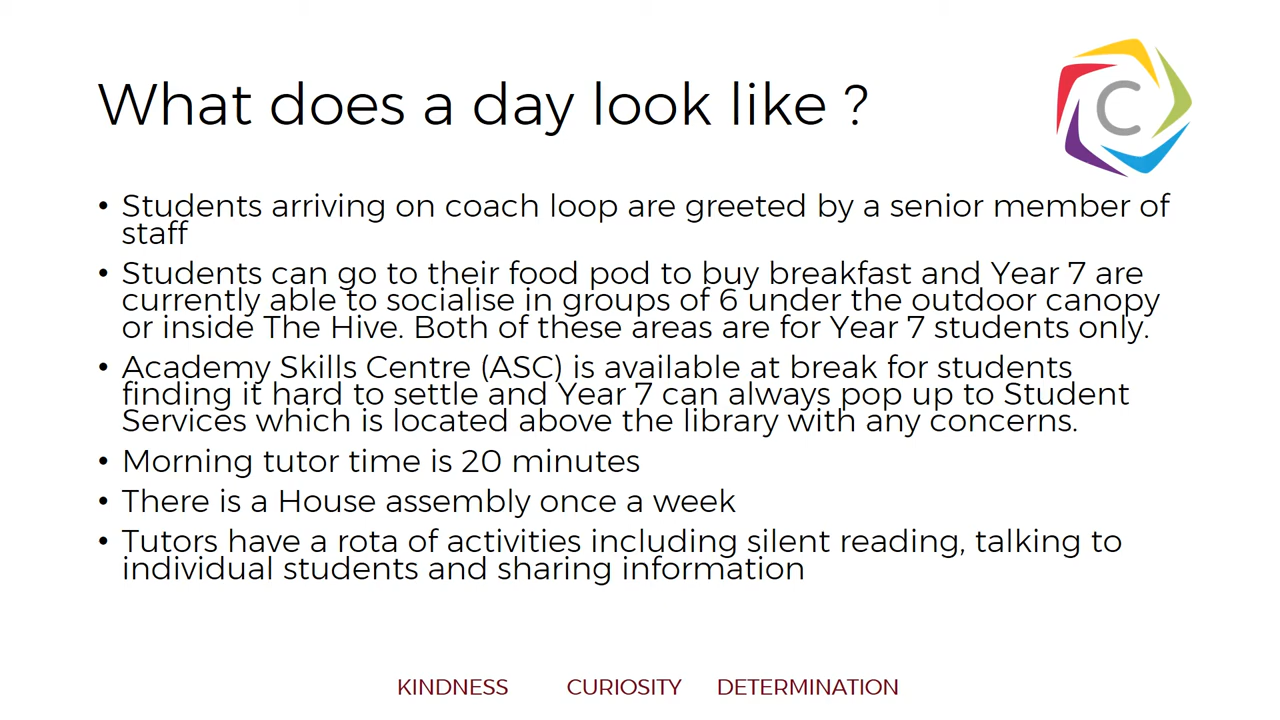 What does a day look like ?
C
• Students arriving on coach loop are greeted by a senior member of
staff
• Students can go to their food pod to buy breakfast and Year 7 are
currently able to socialise in groups of 6 under the outdoor canopy
or inside The Hive. Both of these areas are for Year 7 students only.
• Academy Skills Centre (ASC) is available at break for students
finding it hard to settle and Year 7 can always pop up to Student
Services which is located above the library with any concerns.
• Morning tutor time is 20 minutes
• There is a House assembly once a week
• Tutors have a rota of activities including silent reading, talking to
individual students and sharing information
KINDNESS CURIOSITY DETERMINATION